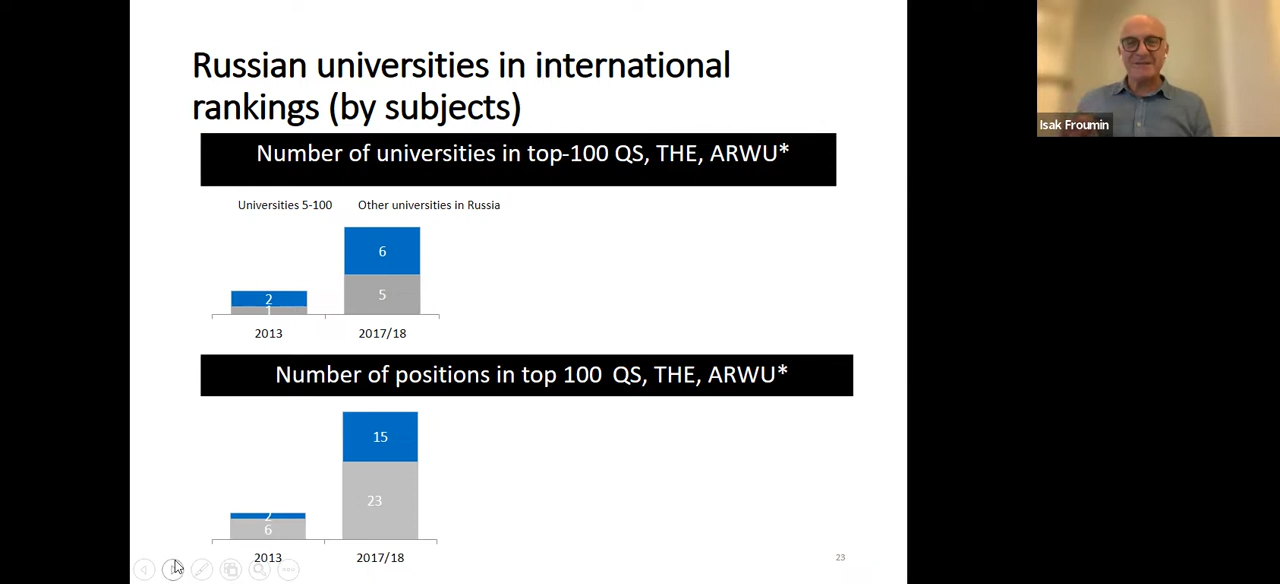 Russian universities in international
rankings (by subjects)
Isak Froumin
Number of universities in top-100 QS, THE, ARWU*
Universities 5-100 Other universities in Russia
6
5
2
1
2013 2017/18
Number of positions in top 100 QS, THE, ARWU*
15
23
2
6
2013 2017/18
23